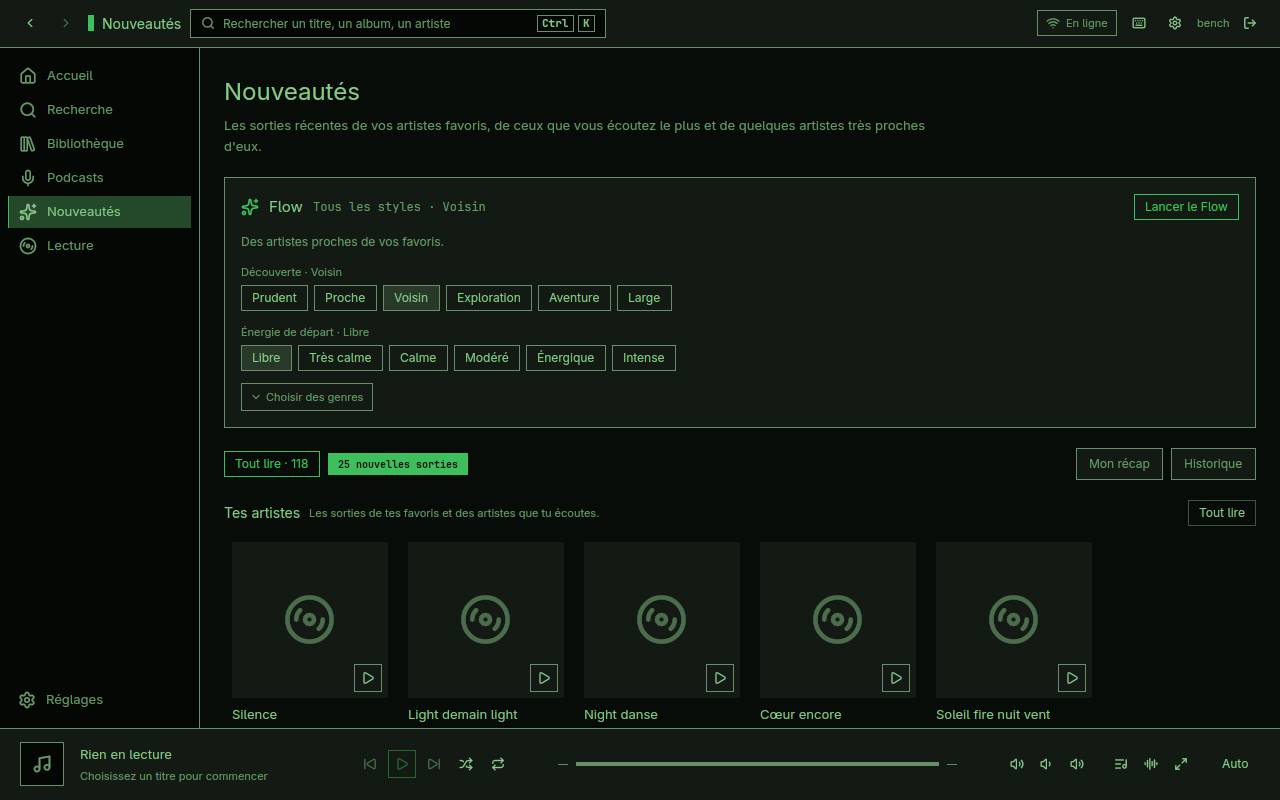 Nouveautés
Rechercher un titre, un album, un artiste
Ctrl K
En ligne
bench
Accueil
Recherche
Bibliothèque
Podcasts
Nouveautés
Lecture
Réglages
Nouveautés
Les sorties récentes de vos artistes favoris, de ceux que vous écoutez le plus et de quelques artistes très proches
d'eux.
Flow Tous les styles · Voisin
Lancer le Flow
Des artistes proches de vos favoris.
Découverte · Voisin
Prudent Proche Voisin Exploration Aventure Large
Énergie de départ · Libre
Libre Très calme Calme Modéré Énergique Intense
Choisir des genres
Tout lire · 118 25 nouvelles sorties
Mon récap Historique
Tes artistes Les sorties de tes favoris et des artistes que tu écoutes.
Tout lire
Silence Light demain light Night danse Cœur encore Soleil fire nuit vent
Rien en lecture
Choisissez un titre pour commencer
— —
Auto